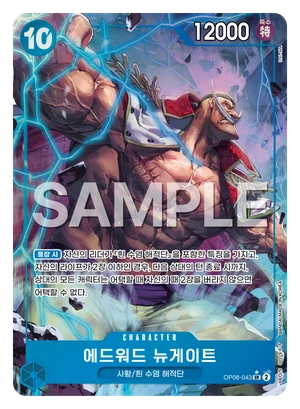 10
12000
특수
特
SAMPLE
등장 시 자신의 리더가 『흰 수염 해적단』을 포함한 특징을 가지고,
자신의 라이프가 2장 이하인 경우, 다음 상대의 턴 종료 시까지,
상대의 모든 캐릭터는 어택할 때 자신의 패 2장을 버리지 않으면
어택할 수 없다.
CHARACTER
에드워드 뉴게이트
사황/흰 수염 해적단
OP08-043 SR 2